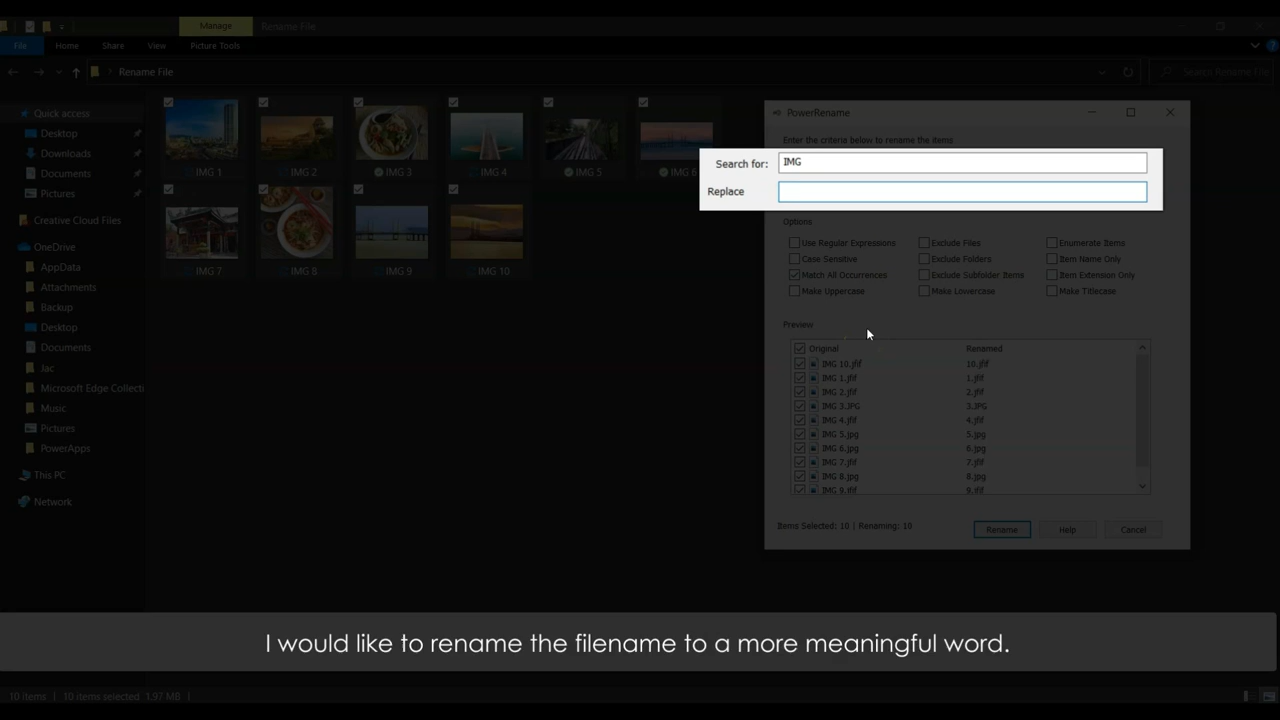 Manage
Rename File
File
Home
Share
View
Picture Tools
Rename File
Search Rename File
Quick access
Desktop
Downloads
Documents
Pictures
Creative Cloud Files
OneDrive
AppData
Attachments
Backup
Desktop
Documents
Jac
Microsoft Edge Collecti
Music
Pictures
PowerApps
This PC
Network
IMG 1
IMG 2
IMG 3
IMG 4
IMG 5
IMG 6
IMG 7
IMG 8
IMG 9
IMG 10
PowerRename
Enter the criteria below to rename the items
Search for: IMG
Replace
Options
Use Regular Expressions
Exclude Files
Enumerate Items
Case Sensitive
Exclude Folders
Item Name Only
Match All Occurrences
Exclude Subfolder Items
Item Extension Only
Make Uppercase
Make Lowercase
Make Titlecase
Preview
Original Renamed
IMG 10.jfif 10.jfif
IMG 1.jfif 1.jfif
IMG 2.jfif 2.jfif
IMG 3.JPG 3.JPG
IMG 4.jfif 4.jfif
IMG 5.jpg 5.jpg
IMG 6.jpg 6.jpg
IMG 7.jfif 7.jfif
IMG 8.jpg 8.jpg
IMG 9.jfif 9.jfif
Items Selected: 10 | Renaming: 10
Rename
Help
Cancel
I would like to rename the filename to a more meaningful word.
10 items
10 items selected 1.97 MB